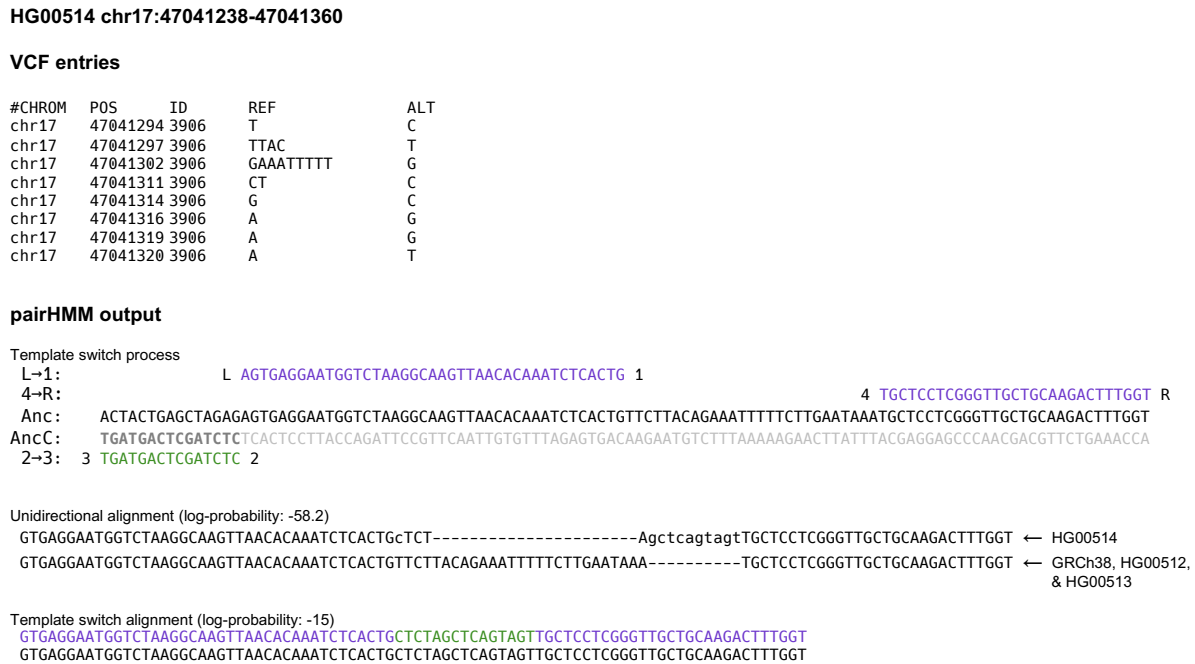 HG00514 chr17:47041238-47041360
VCF entries
#CHROM POS ID REF ALT
chr17 47041294 3906 T C
chr17 47041297 3906 TTAC T
chr17 47041302 3906 GAAATTTTT G
chr17 47041311 3906 CT C
chr17 47041314 3906 G C
chr17 47041316 3906 A G
chr17 47041319 3906 A G
chr17 47041320 3906 A T
pairHMM output
Template switch process
L→1: L AGTGAGGAATGGTCTAAGGCAAGTTAACACAAATCTCACTG 1
4→R: 4 TGCTCCTCGGGTTGCTGCAAGACTTTGGT R
Anc: ACTACTGAGCTAGAGAGTGAGGAATGGTCTAAGGCAAGTTAACACAAATCTCACTGTTCTTACAGAAATTTTTCTTGAATAAATGCTCCTCGGGTTGCTGCAAGACTTTGGT
AncC: TGATGACTCGATCTCTCACTCCTTACCAGATTCCGTTCAATTGTGTTTAGAGTGACAAGAATGTCTTTAAAAAGAACTTATTTACGAGGAGCCCAACGACGTTCTGAAACCA
2→3: 3 TGATGACTCGATCTC 2
Unidirectional alignment (log-probability: -58.2)
GTGAGGAATGGTCTAAGGCAAGTTAACACAAATCTCACTGcTCT----------------------AgctcagtagtTGCTCCTCGGGTTGCTGCAAGACTTTGGT ← HG00514
GTGAGGAATGGTCTAAGGCAAGTTAACACAAATCTCACTGTTCTTACAGAAATTTTTCTTGAATAAA----------TGCTCCTCGGGTTGCTGCAAGACTTTGGT ← GRCh38, HG00512,
& HG00513
Template switch alignment (log-probability: -15)
GTGAGGAATGGTCTAAGGCAAGTTAACACAAATCTCACTGCTCTAGCTCAGTAGTTGCTCCTCGGGTTGCTGCAAGACTTTGGT
GTGAGGAATGGTCTAAGGCAAGTTAACACAAATCTCACTGCTCTAGCTCAGTAGTTGCTCCTCGGGTTGCTGCAAGACTTTGGT